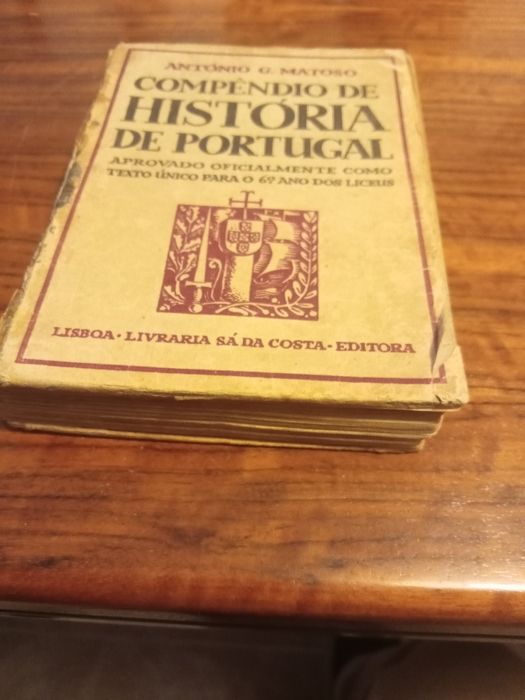 ANTÓNIO G. MATOSO
COMPÊNDIO DE
HISTÓRIA
DE PORTUGAL
APROVADO OFICIALMENTE COMO
TEXTO ÚNICO PARA O 6º ANO DOS LICEUS
LISBOA · LIVRARIA SÁ DA COSTA · EDITORA